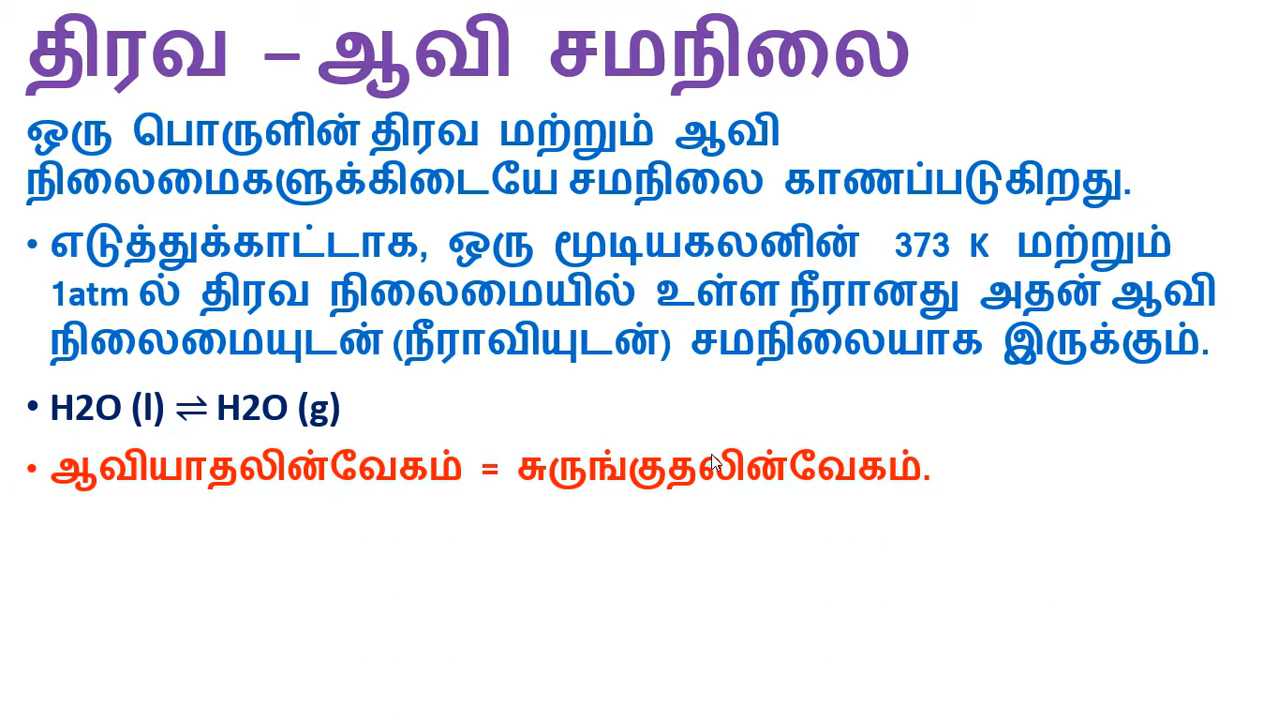 திரவ – ஆவி சமநிலை
ஒரு பொருளின் திரவ மற்றும் ஆவி
நிலைமைகளுக்கிடையே சமநிலை காணப்படுகிறது.
• எடுத்துக்காட்டாக, ஒரு மூடியகலனின் 373 K மற்றும்
1atm ல் திரவ நிலைமையில் உள்ள நீரானது அதன் ஆவி
நிலைமையுடன் (நீராவியுடன்) சமநிலையாக இருக்கும்.
• H2O (l) ⇌ H2O (g)
• ஆவியாதலின்வேகம் = சுருங்குதலின்வேகம்.